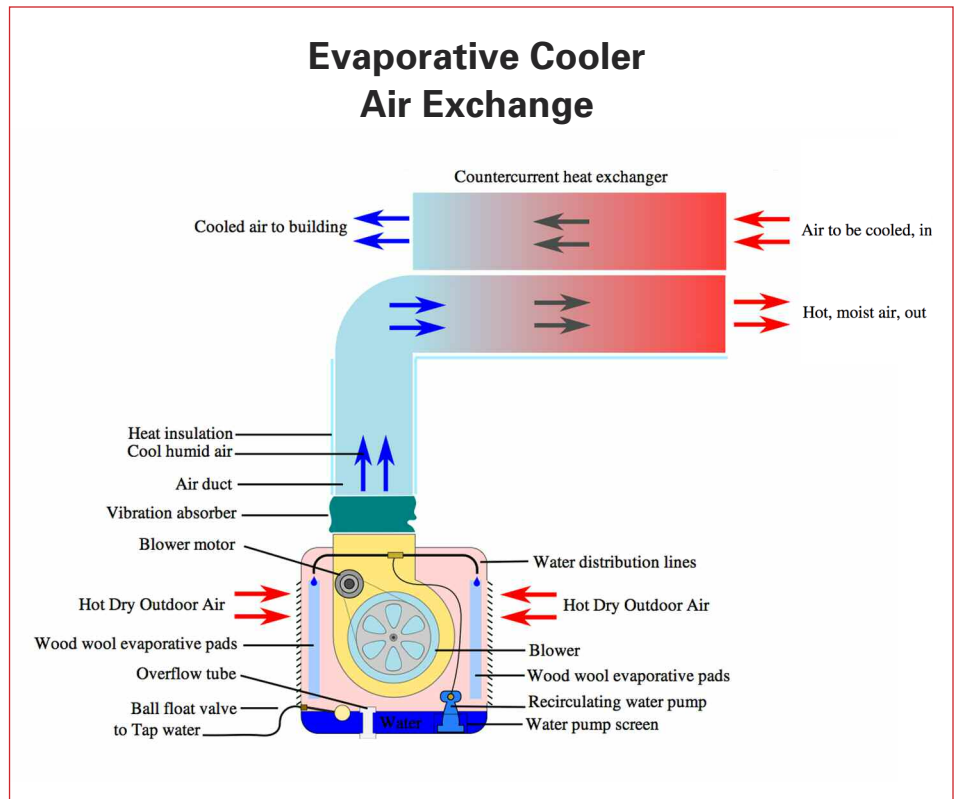 Evaporative Cooler
Air Exchange
Countercurrent heat exchanger
Cooled air to building
Air to be cooled, in
Hot, moist air, out
Heat insulation
Cool humid air
Air duct
Vibration absorber
Blower motor
Water distribution lines
Hot Dry Outdoor Air
Hot Dry Outdoor Air
Wood wool evaporative pads
Blower
Overflow tube
Wood wool evaporative pads
Ball float valve
Recirculating water pump
to Tap water
Water
Water pump screen